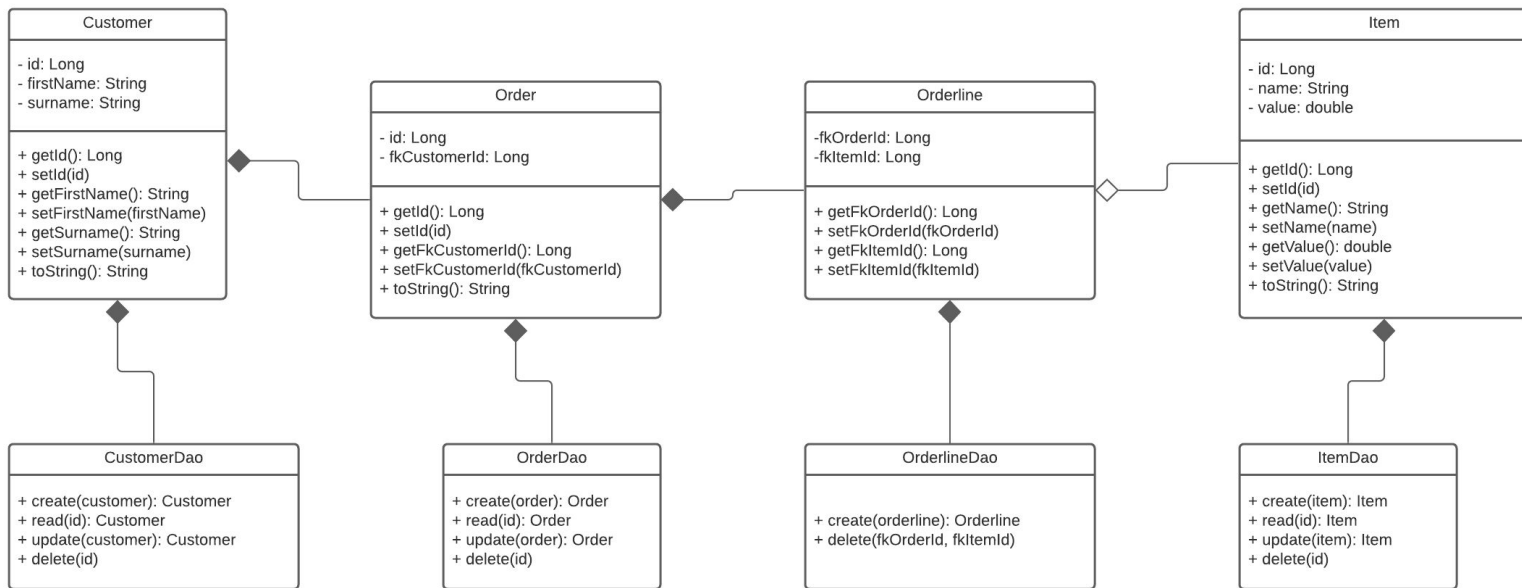 Customer
- id: Long
- firstName: String
- surname: String
+ getId(): Long
+ setId(id)
+ getFirstName(): String
+ setFirstName(firstName)
+ getSurname(): String
+ setSurname(surname)
+ toString(): String
Order
- id: Long
- fkCustomerId: Long
+ getId(): Long
+ setId(id)
+ getFkCustomerId(): Long
+ setFkCustomerId(fkCustomerId)
+ toString(): String
Orderline
-fkOrderId: Long
-fkItemId: Long
+ getFkOrderId(): Long
+ setFkOrderId(fkOrderId)
+ getFkItemId(): Long
+ setFkItemId(fkItemId)
Item
- id: Long
- name: String
- value: double
+ getId(): Long
+ setId(id)
+ getName(): String
+ setName(name)
+ getValue(): double
+ setValue(value)
+ toString(): String
CustomerDao
+ create(customer): Customer
+ read(id): Customer
+ update(customer): Customer
+ delete(id)
OrderDao
+ create(order): Order
+ read(id): Order
+ update(order): Order
+ delete(id)
OrderlineDao
+ create(orderline): Orderline
+ delete(fkOrderId, fkItemId)
ItemDao
+ create(item): Item
+ read(id): Item
+ update(item): Item
+ delete(id)